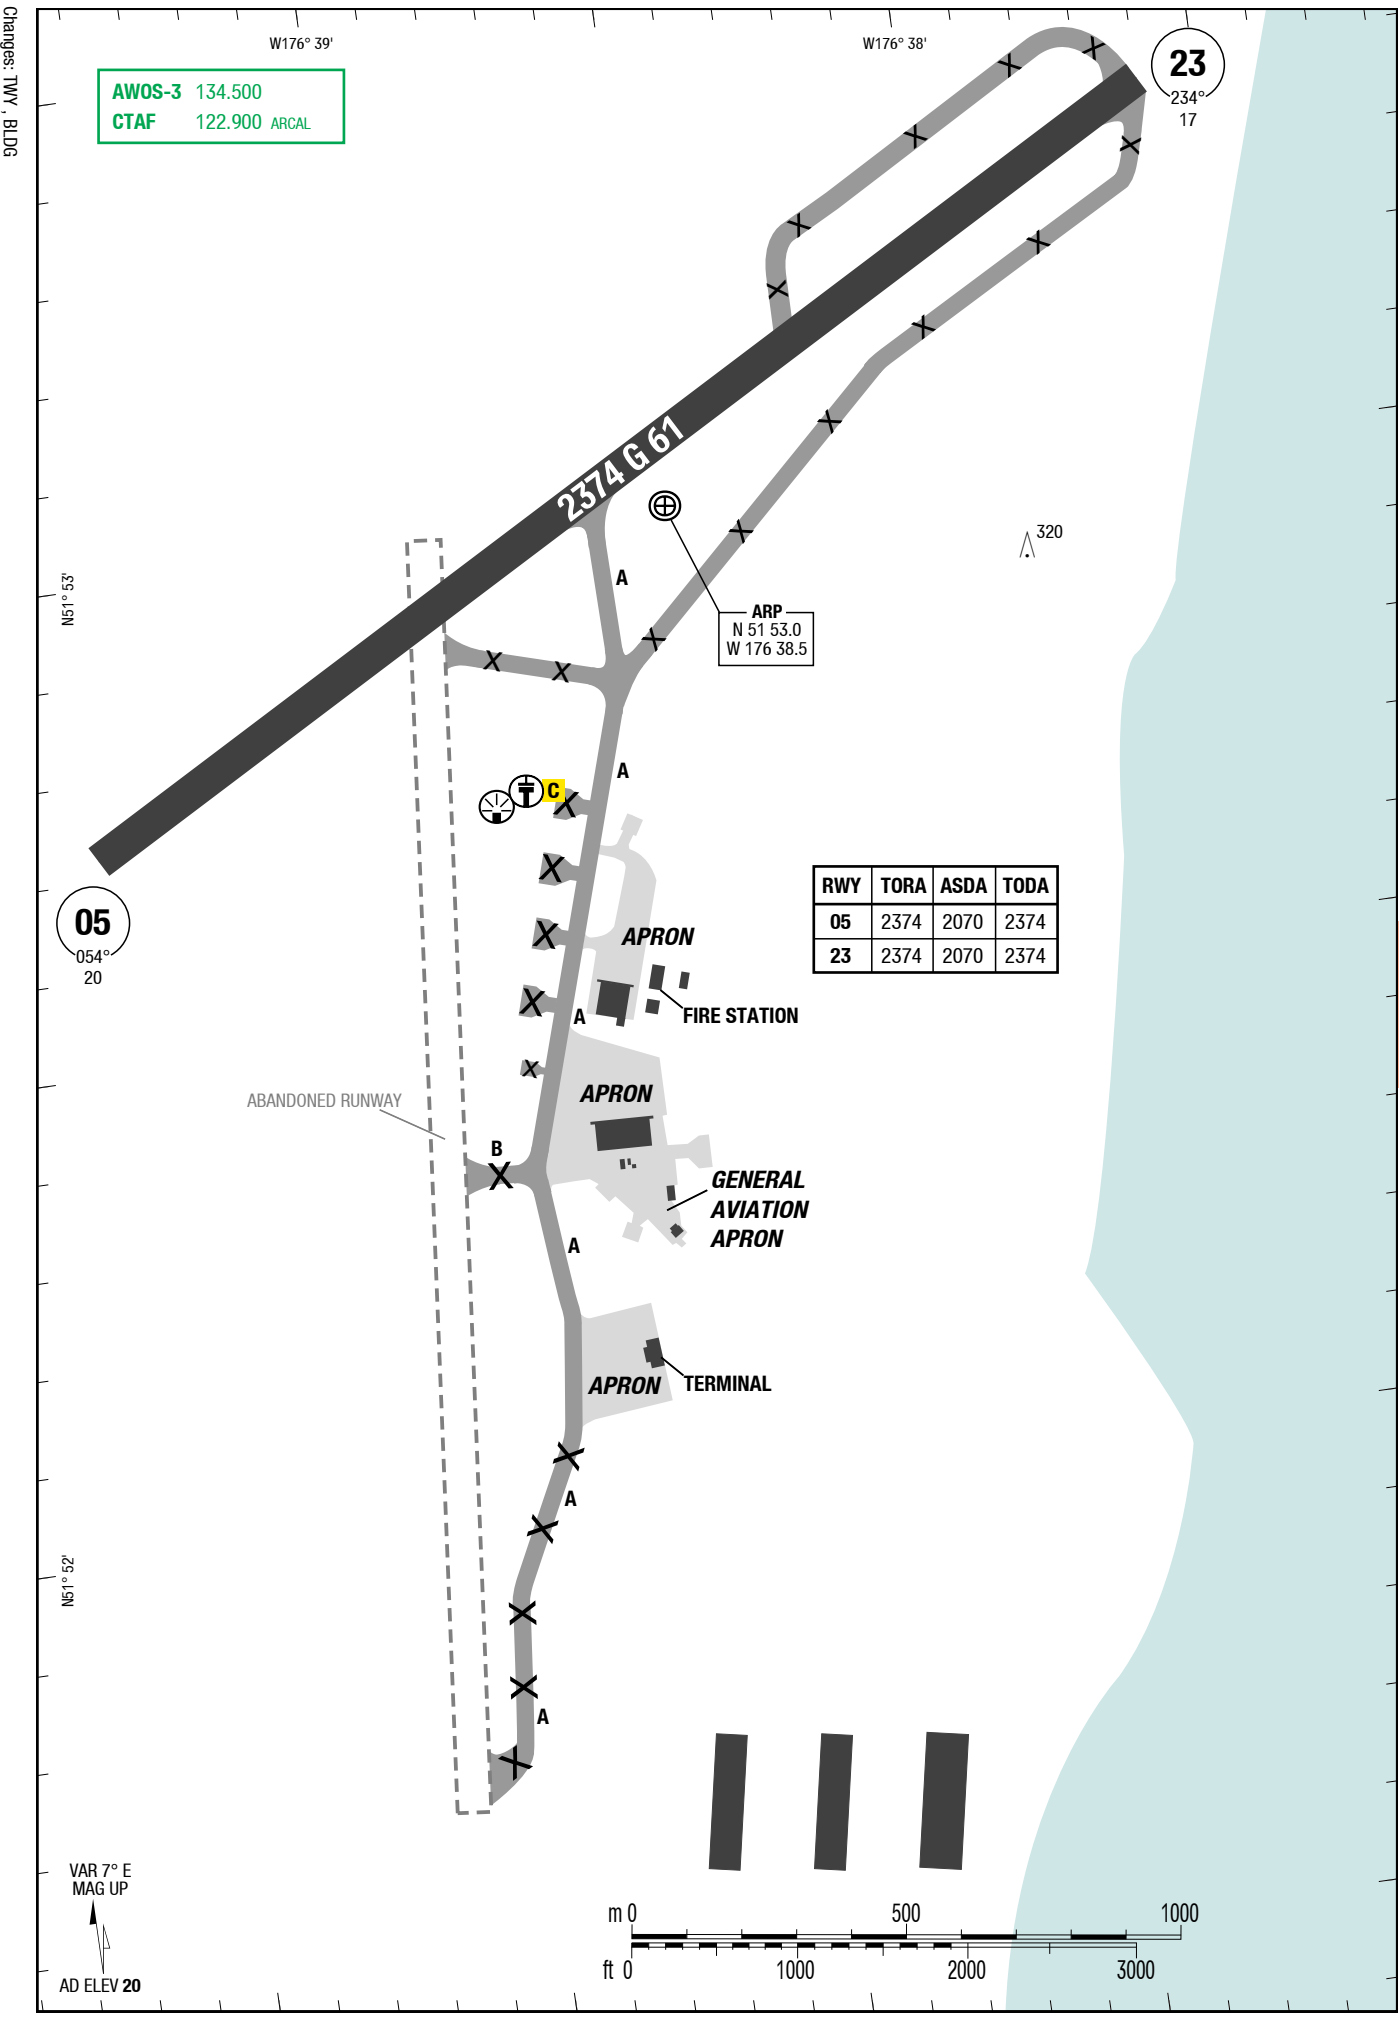 Changes: TWY , BLDG
W176° 39'
W176° 38'
AWOS-3 134.500
CTAF 122.900 ARCAL
23
234°
17
2374 G 61
320
A
N51° 53'
ARP
N 51 53.0
W 176 38.5
A
C
05
054°
20
RWY TORA ASDA TODA
05 2374 2070 2374
23 2374 2070 2374
APRON
A
FIRE STATION
APRON
ABANDONED RUNWAY
B
GENERAL
AVIATION
APRON
A
APRON
TERMINAL
A
N51° 52'
A
VAR 7° E
MAG UP
AD ELEV 20
m 0 500 1000
ft 0 1000 2000 3000